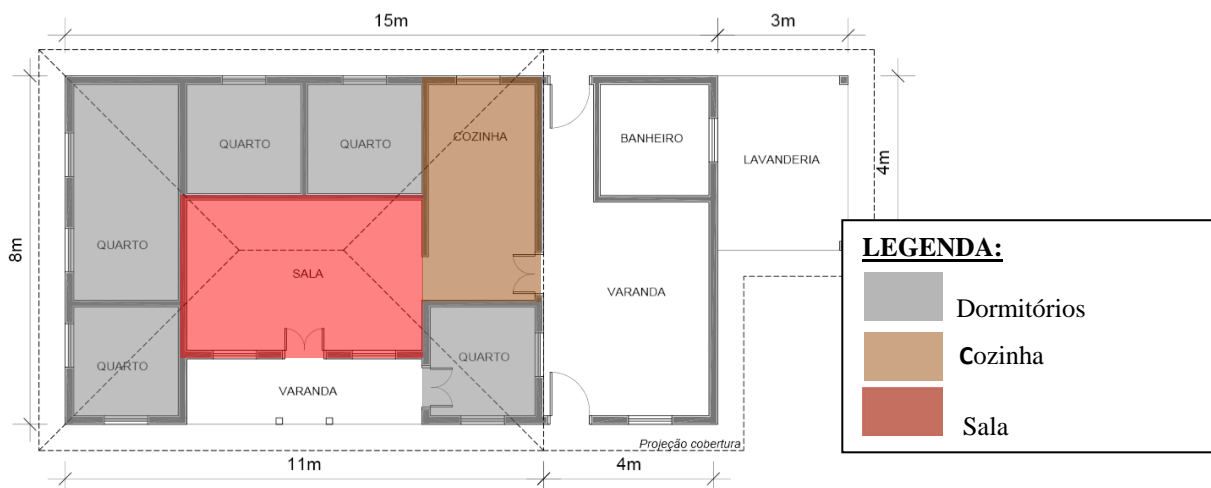 15m
3m
QUARTO
QUARTO
COZINHA
BANHEIRO
LAVANDERIA
4m
8m
QUARTO
SALA
VARANDA
QUARTO
VARANDA
QUARTO
Projeção cobertura
11m
4m
LEGENDA:
Dormitórios
Cozinha
Sala